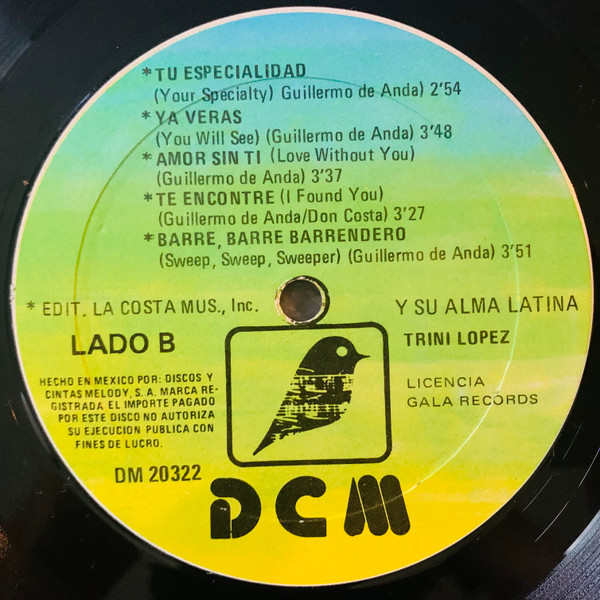 *TU ESPECIALIDAD
(Your Specialty) Guillermo de Anda) 2'54
*YA VERAS
(You Will See) (Guillermo de Anda) 3'48
*AMOR SIN TI (Love Without You)
(Guillermo de Anda) 3'37
*TE ENCONTRE (I Found You)
(Guillermo de Anda/Don Costa) 3'27
*BARRE, BARRE BARRENDERO
(Sweep, Sweep, Sweeper) (Guillermo de Anda) 3'51
* EDIT. LA COSTA MUS., Inc.
LADO B
HECHO EN MEXICO POR: DISCOS Y
CINTAS MELODY, S. A. MARCA RE-
GISTRADA EL IMPORTE PAGADO
POR ESTE DISCO NO AUTORIZA
SU EJECUCION PUBLICA CON
FINES DE LUCRO.
DM 20322
Y SU ALMA LATINA
TRINI LOPEZ
LICENCIA
GALA RECORDS
DCM